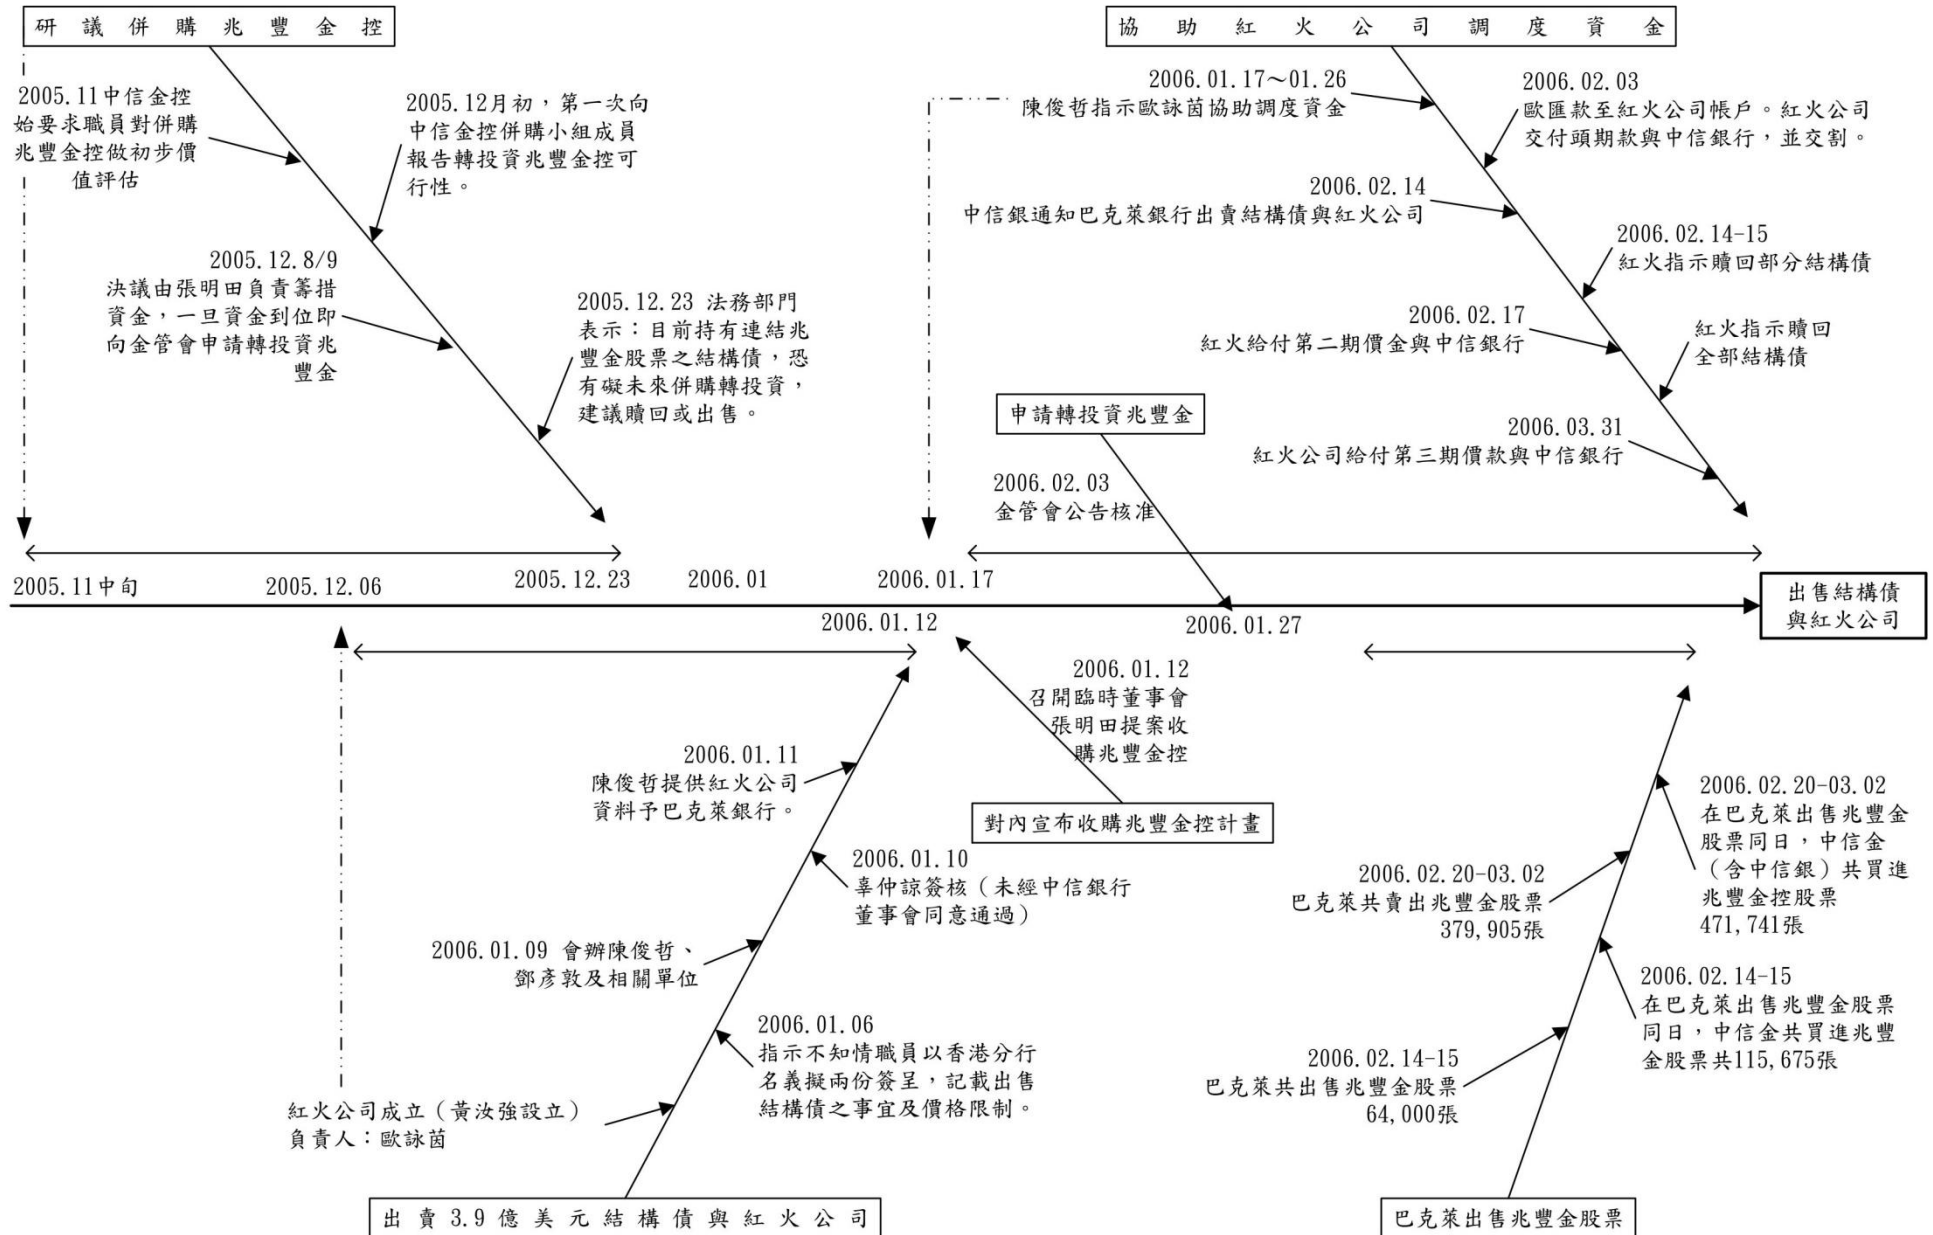 研議併購兆豐金控
2005.11中信金控
始要求職員對併購
兆豐金控做初步價
值評估
2005.12月初，第一次向
中信金控併購小組成員
報告轉投資兆豐金控可
行性。
2005.12.8/9
決議由張明田負責籌措
資金，一旦資金到位即
向金管會申請轉投資兆
豐金
2005.12.23 法務部門
表示：目前持有連結兆
豐金股票之結構債，恐
有礙未來併購轉投資，
建議贖回或出售。
協助紅火公司調度資金
2006.01.17～01.26
陳俊哲指示歐詠茵協助調度資金
2006.02.03
歐匯款至紅火公司帳戶。紅火公司
交付頭期款與中信銀行，並交割。
2006.02.14
中信銀通知巴克萊銀行出賣結構債與紅火公司
2006.02.14-15
紅火指示贖回部分結構債
2006.02.17
紅火給付第二期價金與中信銀行
紅火指示贖回
全部結構債
2006.03.31
紅火公司給付第三期價款與中信銀行
申請轉投資兆豐金
2006.02.03
金管會公告核准
2005.11中旬
2005.12.06
2005.12.23
2006.01
2006.01.17
2006.01.12
2006.01.27
出售結構債
與紅火公司
2006.01.12
召開臨時董事會
張明田提案收
購兆豐金控
對內宣布收購兆豐金控計畫
2006.01.11
陳俊哲提供紅火公司
資料予巴克萊銀行。
2006.01.10
辜仲諒簽核（未經中信銀行
董事會同意通過）
2006.01.09 會辦陳俊哲、
鄧彥敦及相關單位
2006.01.06
指示不知情職員以香港分行
名義擬兩份簽呈，記載出售
結構債之事宜及價格限制。
紅火公司成立（黃汝強設立）
負責人：歐詠茵
出賣3.9億美元結構債與紅火公司
2006.02.20-03.02
在巴克萊出售兆豐金
股票同日，中信金
（含中信銀）共買進
兆豐金控股票
471,741張
2006.02.20-03.02
巴克萊共賣出兆豐金股票
379,905張
2006.02.14-15
在巴克萊出售兆豐金股票
同日，中信金共買進兆豐
金股票共115,675張
2006.02.14-15
巴克萊共出售兆豐金股票
64,000張
巴克萊出售兆豐金股票